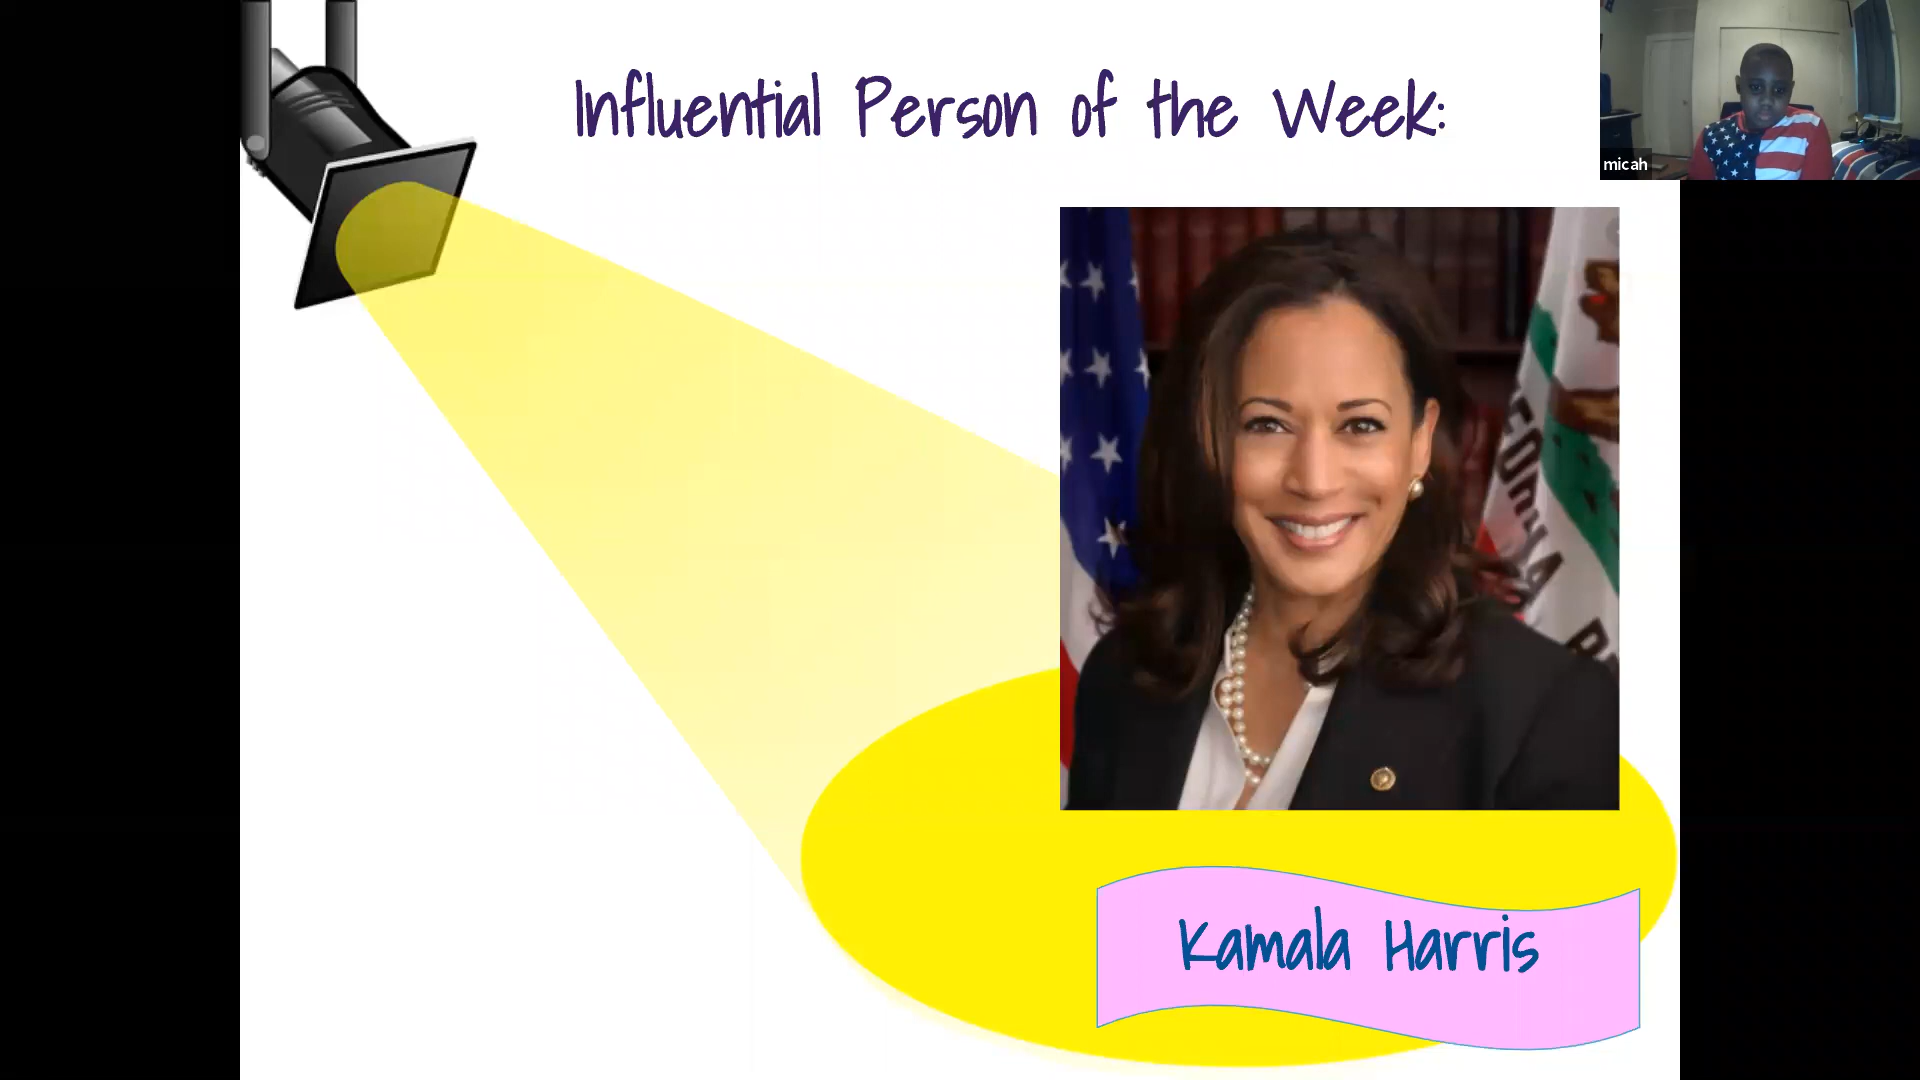 Influential Person of the Week:
micah
Kamala Harris